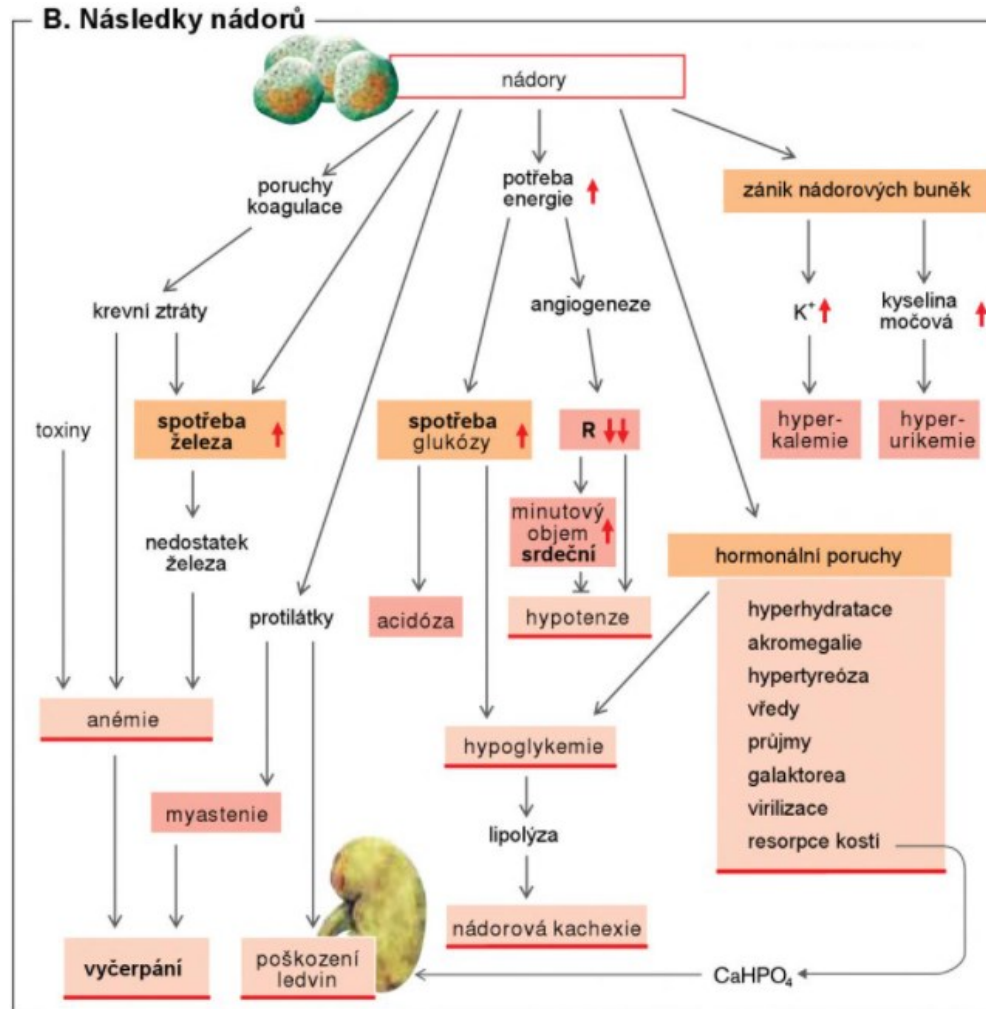 B. Následky nádorů
nádory
poruchy
koagulace
potřeba
energie
zánik nádorových buněk
krevní ztráty
angiogeneze
K⁺
kyselina
močová
toxiny
spotřeba
železa
spotřeba
glukózy
R
hyper-
kalemie
hyper-
urikemie
minutový
objem
srdeční
nedostatek
železa
hormonální poruchy
protilátky
acidóza
hypotenze
hyperhydratace
akromegalie
hypertyreóza
vředy
průjmy
galaktorea
virilizace
resorpce kostí
anémie
hypoglykemie
myastenie
lipolýza
nádorová kachexie
vyčerpání
poškození
ledvin
CaHPO₄